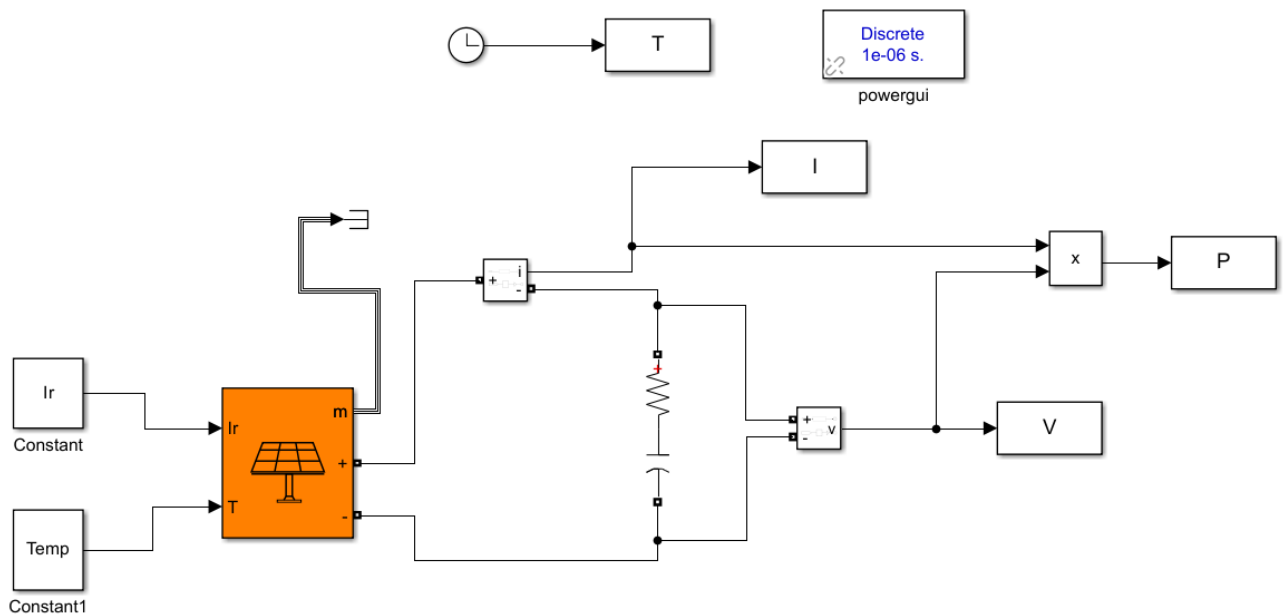 T
Discrete
1e-06 s.
powergui
I
i
+
-
x
P
Ir
Constant
m
Ir
+
T
-
+
-
v
V
+
Temp
Constant1